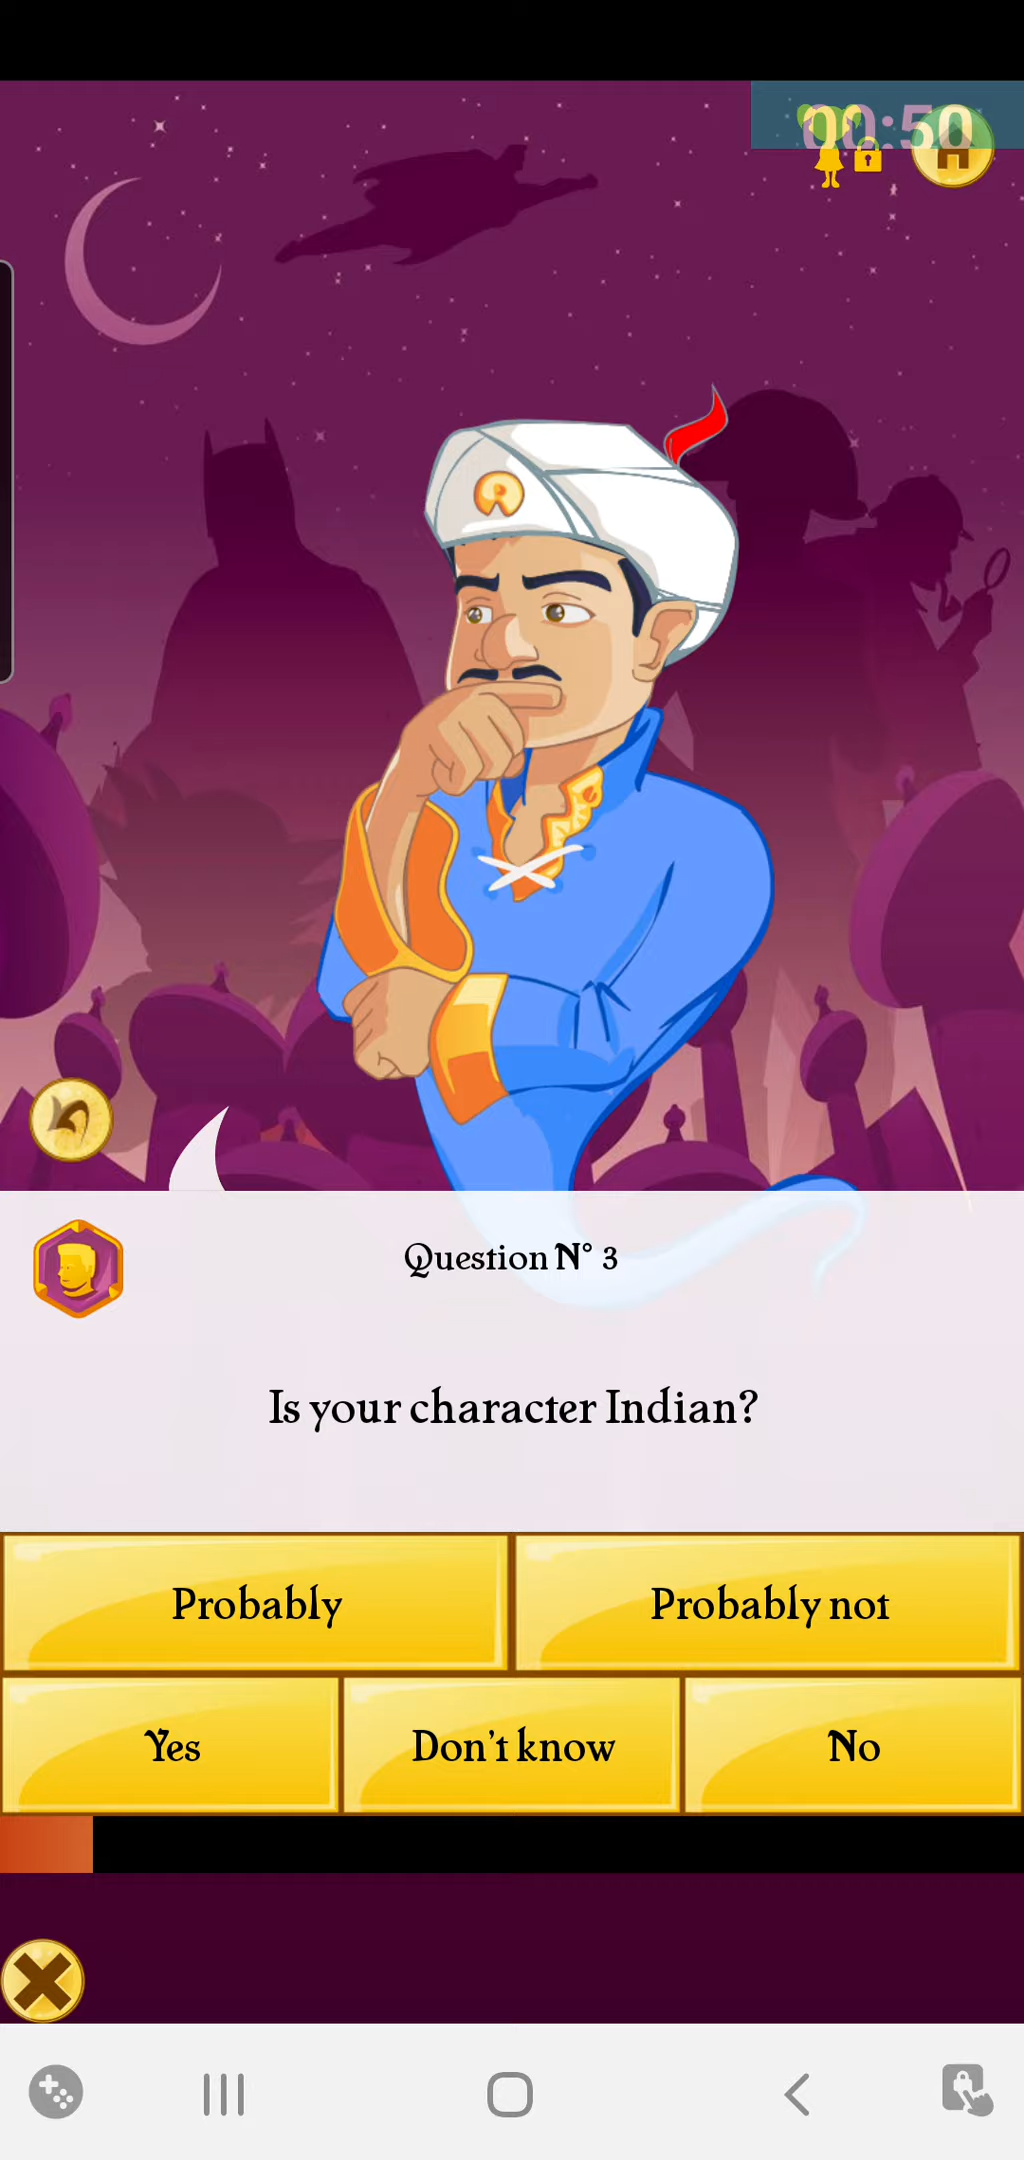 00:50
Question N° 3
Is your character Indian?
Probably
Probably not
Yes
Don't know
No